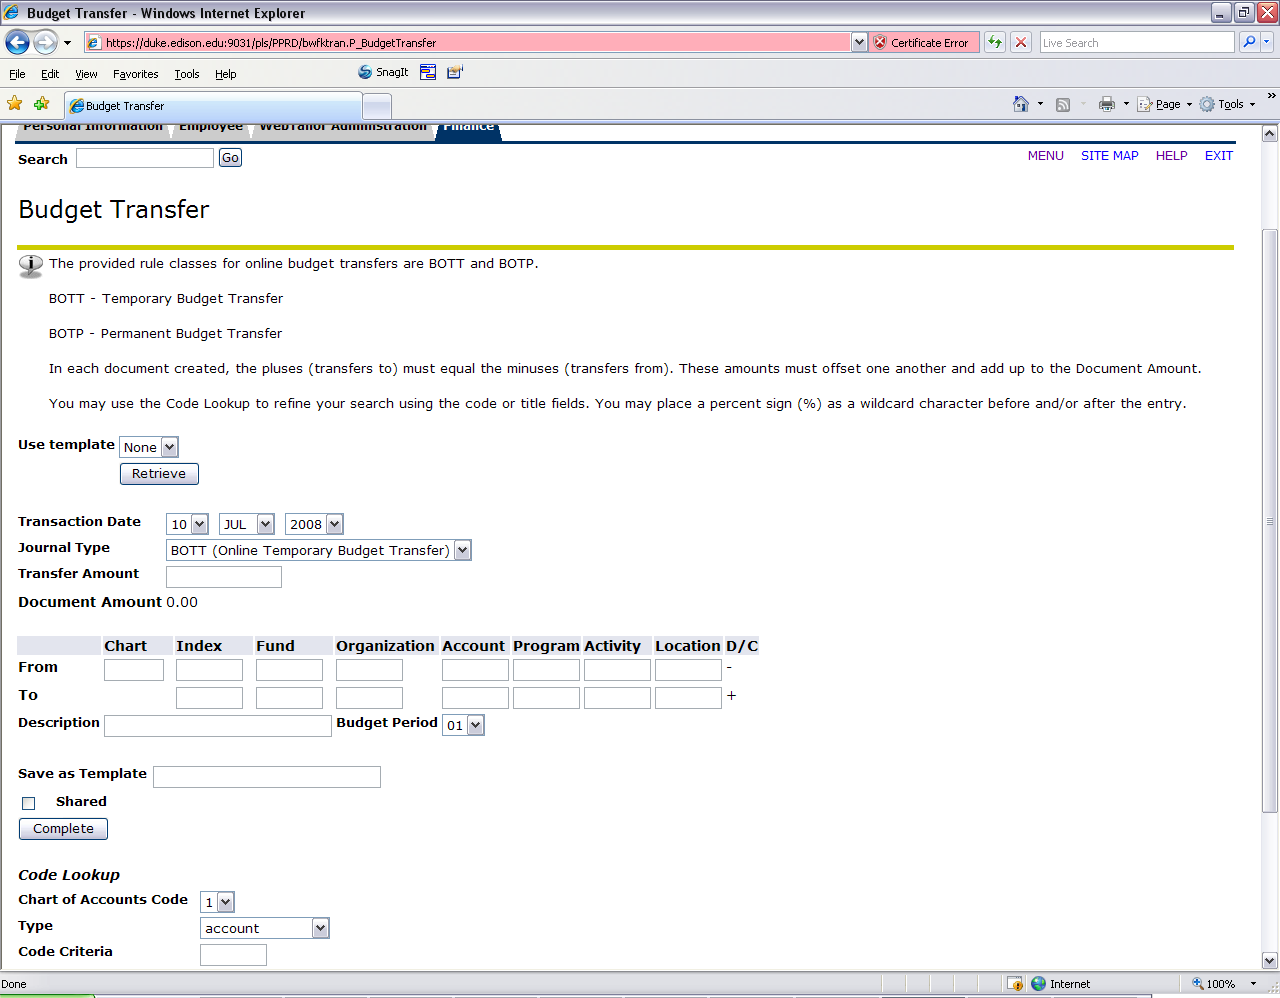 Budget Transfer - Windows Internet Explorer
https://duke.edison.edu:9031/pls/PPRD/bwfktran.P_BudgetTransfer Certificate Error Live Search
File Edit View Favorites Tools Help SnagIt
Budget Transfer Page Tools
Personal Information Employee WebTailor Administration Finance
Search Go MENU SITE MAP HELP EXIT
Budget Transfer
The provided rule classes for online budget transfers are BOTT and BOTP.
BOTT - Temporary Budget Transfer
BOTP - Permanent Budget Transfer
In each document created, the pluses (transfers to) must equal the minuses (transfers from). These amounts must offset one another and add up to the Document Amount.
You may use the Code Lookup to refine your search using the code or title fields. You may place a percent sign (%) as a wildcard character before and/or after the entry.
Use template None
Retrieve
Transaction Date 10 JUL 2008
Journal Type BOTT (Online Temporary Budget Transfer)
Transfer Amount
Document Amount 0.00
Chart Index Fund Organization Account Program Activity Location D/C
From -
To +
Description Budget Period 01
Save as Template
Shared
Complete
Code Lookup
Chart of Accounts Code 1
Type account
Code Criteria
Done Internet 100%